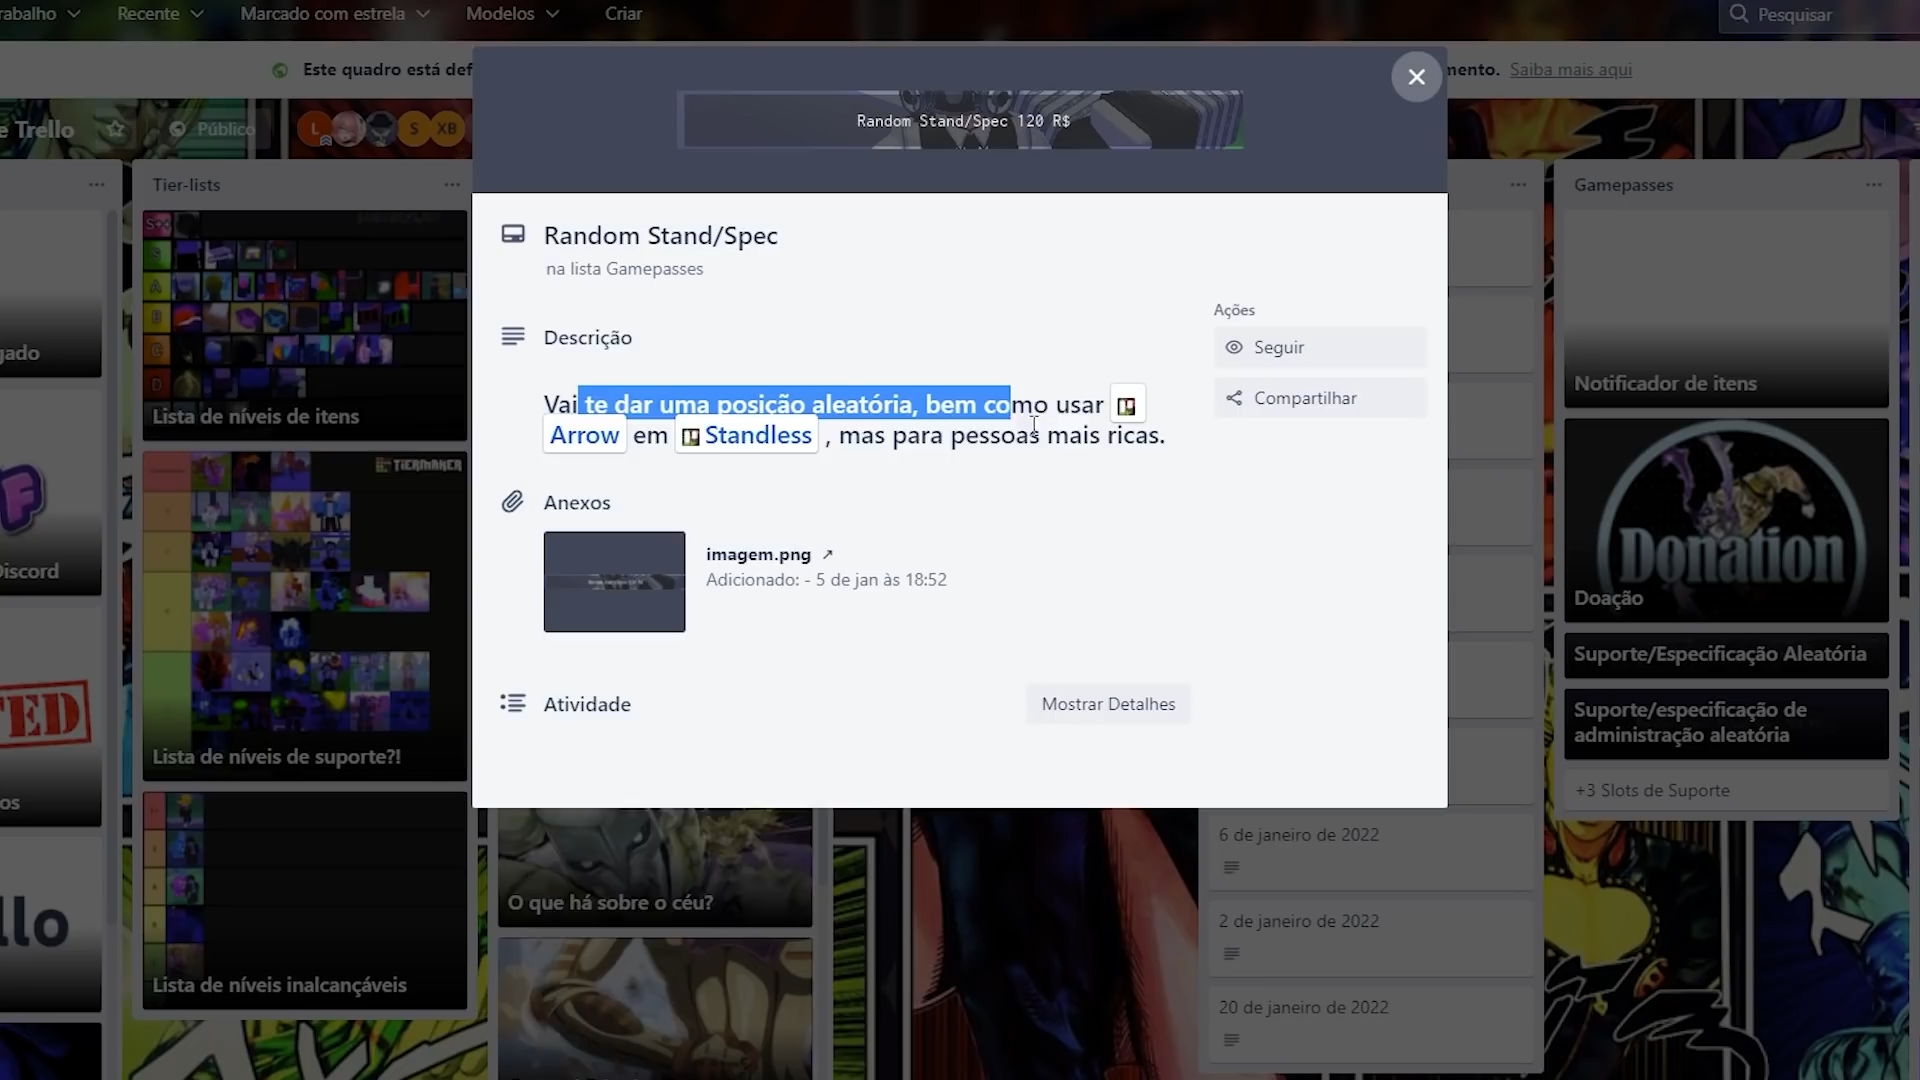 Recente
Marcado com estrela
Modelos
Criar
Pesquisar
Este quadro está
Saiba mais aqui
e Trello
Público
L
S
XB
Random Stand/Spec 120 R$
Tier-lists
Gamepasses
Random Stand/Spec
na lista Gamepasses
Ações
Descrição
Seguir
Compartilhar
Vai te dar uma posição aleatória, bem como usar
Arrow em Standless , mas para pessoas mais ricas.
Anexos
imagem.png
Adicionado: - 5 de jan às 18:52
Atividade
Mostrar Detalhes
Lista de níveis de itens
TIERMAKER
Lista de níveis de suporte?!
Lista de níveis inalcançáveis
O que há sobre o céu?
6 de janeiro de 2022
2 de janeiro de 2022
20 de janeiro de 2022
Notificador de itens
Donation
Doação
Suporte/Especificação Aleatória
Suporte/especificação de
administração aleatória
+3 Slots de Suporte